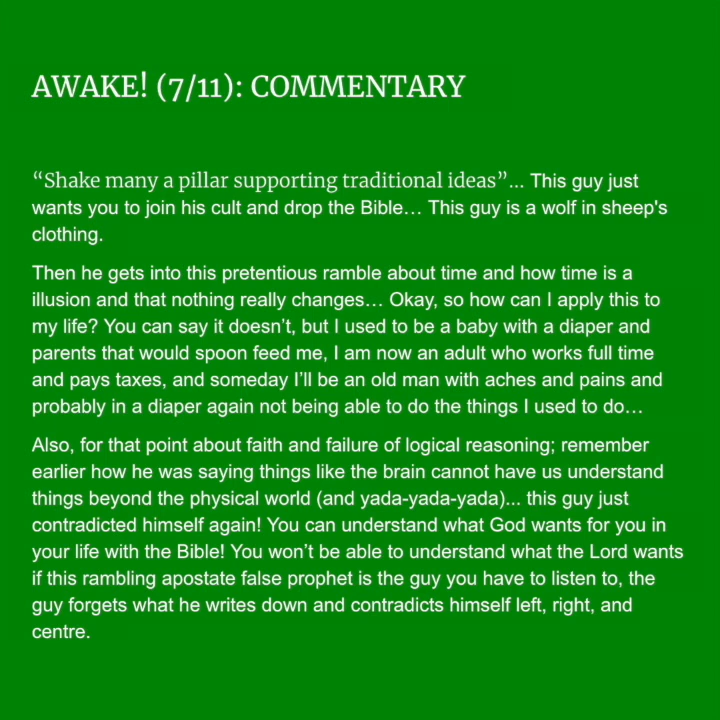 AWAKE! (7/11): COMMENTARY
“Shake many a pillar supporting traditional ideas”... This guy just
wants you to join his cult and drop the Bible… This guy is a wolf in sheep's
clothing.
Then he gets into this pretentious ramble about time and how time is a
illusion and that nothing really changes… Okay, so how can I apply this to
my life? You can say it doesn’t, but I used to be a baby with a diaper and
parents that would spoon feed me, I am now an adult who works full time
and pays taxes, and someday I’ll be an old man with aches and pains and
probably in a diaper again not being able to do the things I used to do…
Also, for that point about faith and failure of logical reasoning; remember
earlier how he was saying things like the brain cannot have us understand
things beyond the physical world (and yada-yada-yada)... this guy just
contradicted himself again! You can understand what God wants for you in
your life with the Bible! You won’t be able to understand what the Lord wants
if this rambling apostate false prophet is the guy you have to listen to, the
guy forgets what he writes down and contradicts himself left, right, and
centre.